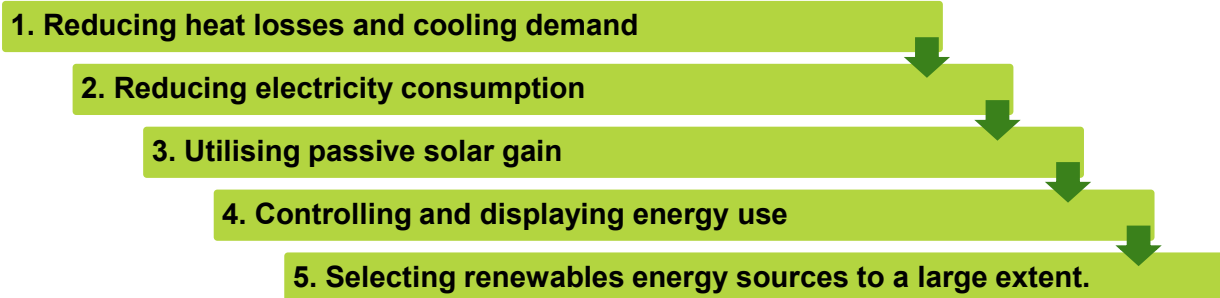 1. Reducing heat losses and cooling demand
2. Reducing electricity consumption
3. Utilising passive solar gain
4. Controlling and displaying energy use
5. Selecting renewables energy sources to a large extent.